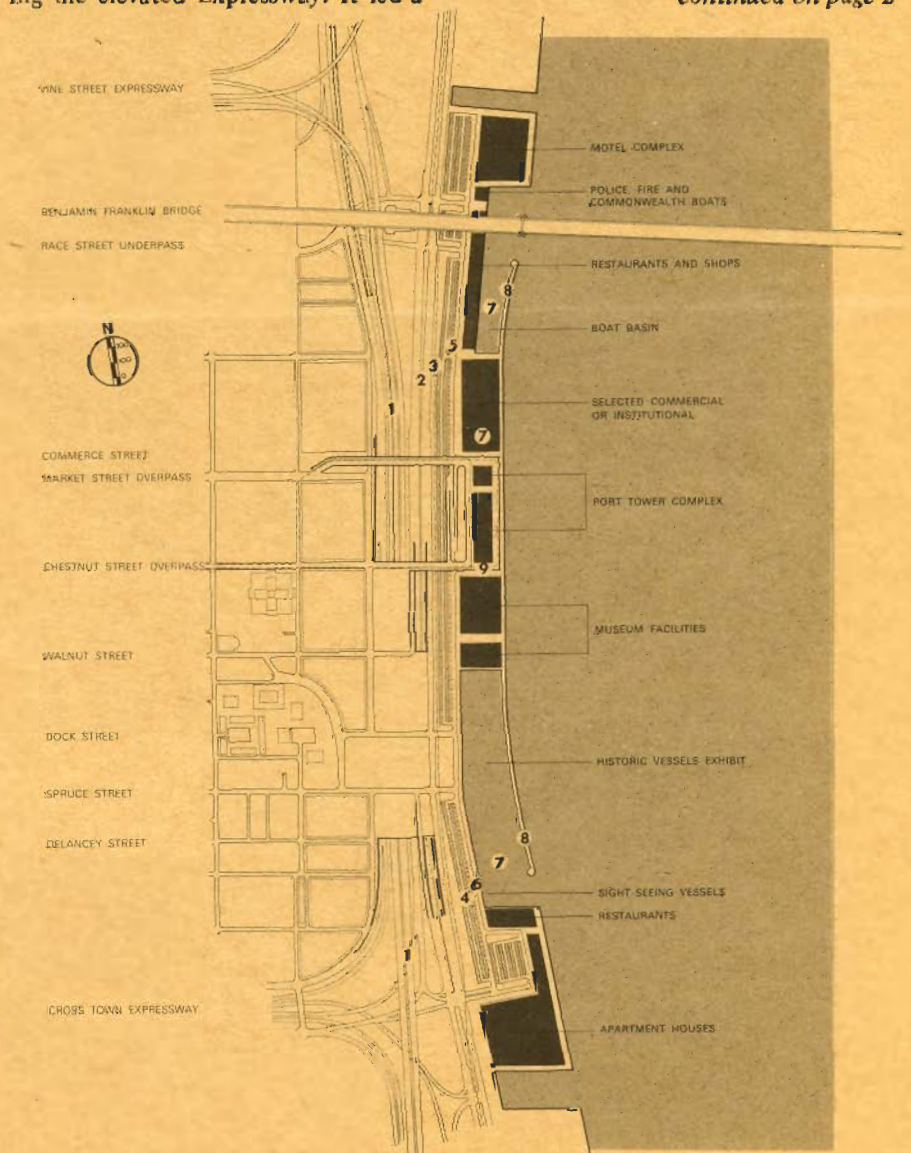 ing the elevated Expressway. It led a
continued on page 2
VINE STREET EXPRESSWAY
MOTEL COMPLEX
POLICE, FIRE AND
COMMONWEALTH BOATS
BENJAMIN FRANKLIN BRIDGE
RACE STREET UNDERPASS
RESTAURANTS AND SHOPS
8
7
BOAT BASIN
N
5
3
2
1
SELECTED COMMERCIAL
OR INSTITUTIONAL
7
COMMERCE STREET
MARKET STREET OVERPASS
PORT TOWER COMPLEX
CHESTNUT STREET OVERPASS
9
MUSEUM FACILITIES
WALNUT STREET
DOCK STREET
HISTORIC VESSELS EXHIBIT
SPRUCE STREET
DELANCEY STREET
8
7
6
4
SIGHT SEEING VESSELS
RESTAURANTS
1
CROSS TOWN EXPRESSWAY
APARTMENT HOUSES